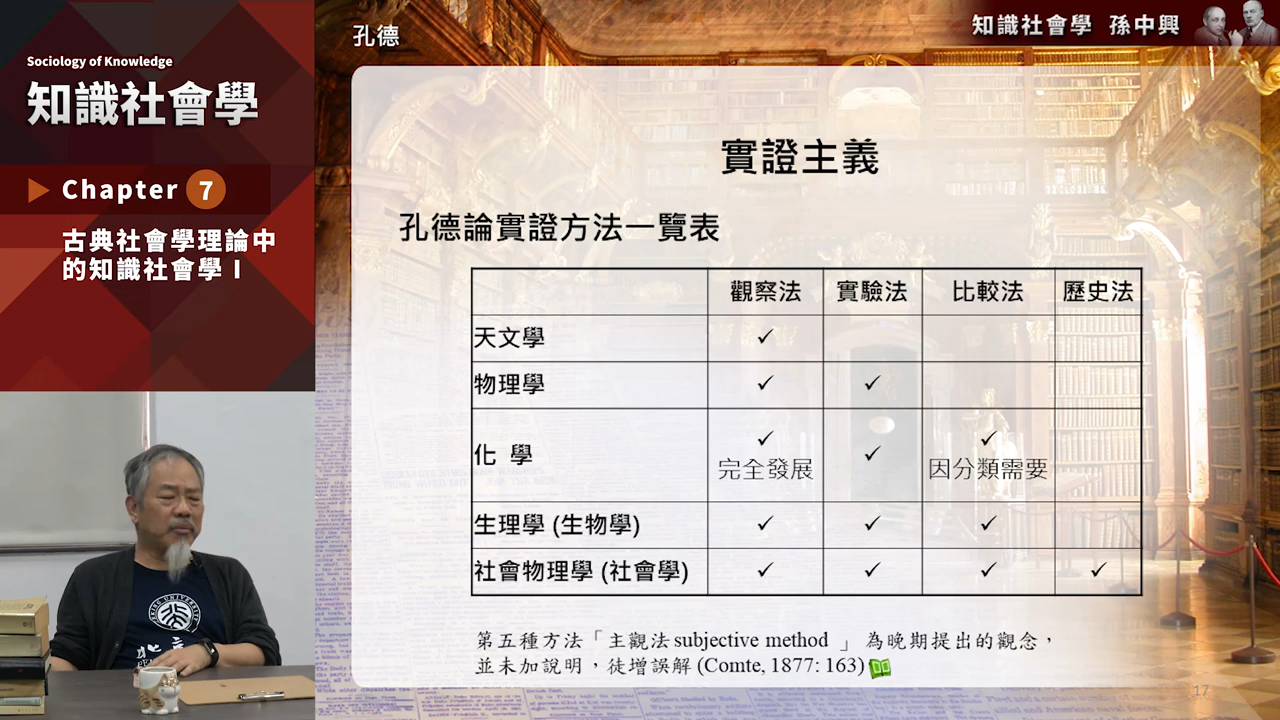 Sociology of Knowledge
知識社會學
Chapter 7
古典社會學理論中
的知識社會學 I
孔德
知識社會學 孫中興
實證主義
孔德論實證方法一覽表
觀察法 實驗法 比較法 歷史法
天文學 ✓
物理學 ✓ ✓
化 學 ✓ 完全發展 ✓ ✓ 因分類需要
生理學 (生物學) ✓ ✓ ✓
社會物理學 (社會學) ✓ ✓ ✓
第五種方法「主觀法 subjective method 」為晚期提出的觀念，
並未加說明，徒增誤解 (Comte, 1877: 163)
17